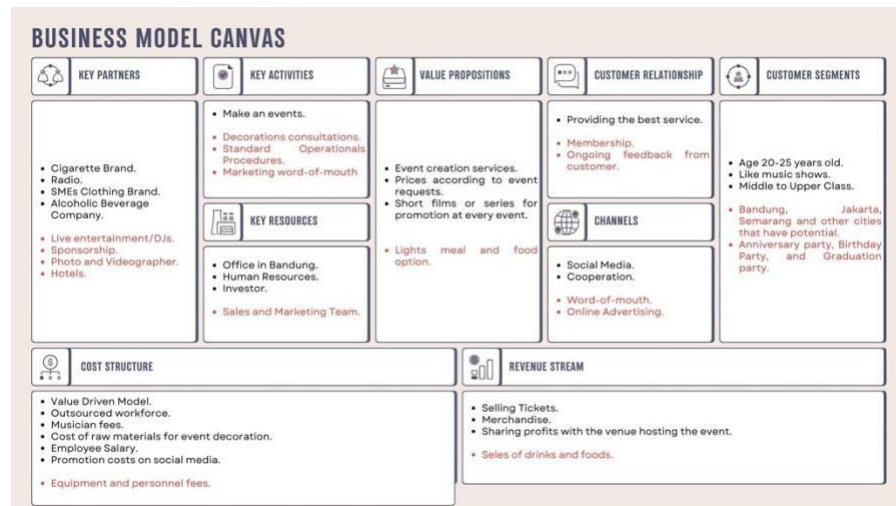 BUSINESS MODEL CANVAS
KEY PARTNERS
• Cigarette Brand.
• Radio.
• SMEs Clothing Brand.
• Alcoholic Beverage
Company.
• Live entertainment/DJs.
• Sponsorship.
• Photo and Videographer.
• Hotels.
KEY ACTIVITIES
• Make an events.
• Decorations consultations.
• Standard Operationals
Procedures.
• Marketing word-of-mouth
KEY RESOURCES
• Office in Bandung.
• Human Resources.
• Investor.
• Sales and Marketing Team.
VALUE PROPOSITIONS
• Event creation services.
• Prices according to event
requests.
• Short films or series for
promotion at every event.
• Lights meal and food
option.
CUSTOMER RELATIONSHIP
• Providing the best service.
• Membership.
• Ongoing feedback from
customer.
CHANNELS
• Social Media.
• Cooperation.
• Word-of-mouth.
• Online Advertising.
CUSTOMER SEGMENTS
• Age 20-25 years old.
• Like music shows.
• Middle to Upper Class.
• Bandung, Jakarta,
Semarang and other cities
that have potential.
• Anniversary party, Birthday
Party, and Graduation
party.
COST STRUCTURE
• Value Driven Model.
• Outsourced workforce.
• Musician fees.
• Cost of raw materials for event decoration.
• Employee Salary.
• Promotion costs on social media.
• Equipment and personnel fees.
REVENUE STREAM
• Selling Tickets.
• Merchandise.
• Sharing profits with the venue hosting the event.
• Seles of drinks and foods.